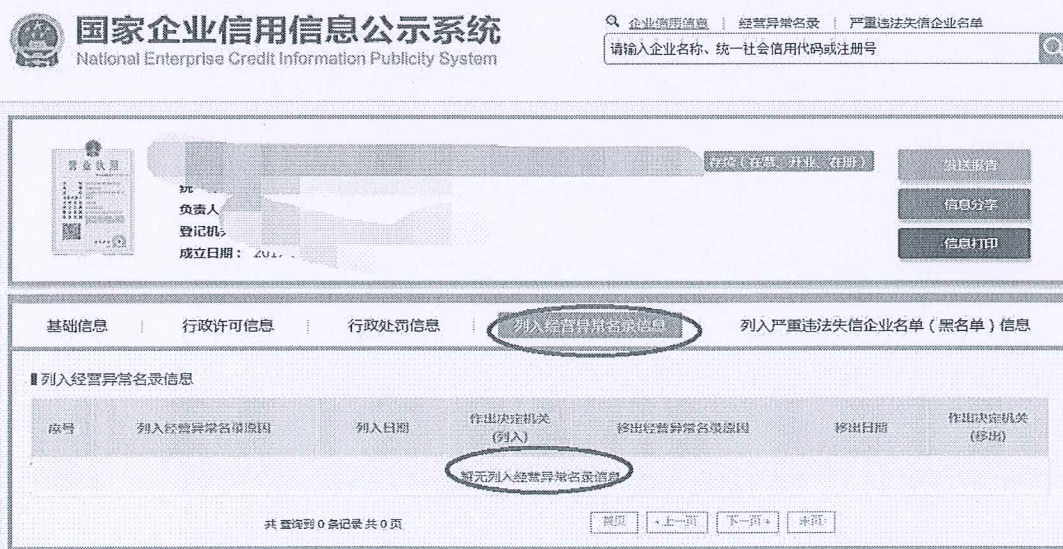 国家企业信用信息公示系统
National Enterprise Credit Information Publicity System
企业信用信息 | 经营异常名录 | 严重违法失信企业名单
请输入企业名称、统一社会信用代码或注册号
营业执照
存续（在营、开业、在册）
发送报告
信息分享
信息打印
统一
负责人
登记机关
成立日期： 201
基础信息 | 行政许可信息 | 行政处罚信息 | 列入经营异常名录信息 列入严重违法失信企业名单（黑名单）信息
列入经营异常名录信息
序号 列入经营异常名录原因 列入日期 作出决定机关(列入) 移出经营异常名录原因 移出日期 作出决定机关(移出)
暂无列入经营异常名录信息
共 查询到 0 条记录 共 0 页 首页 上一页 下一页 末页